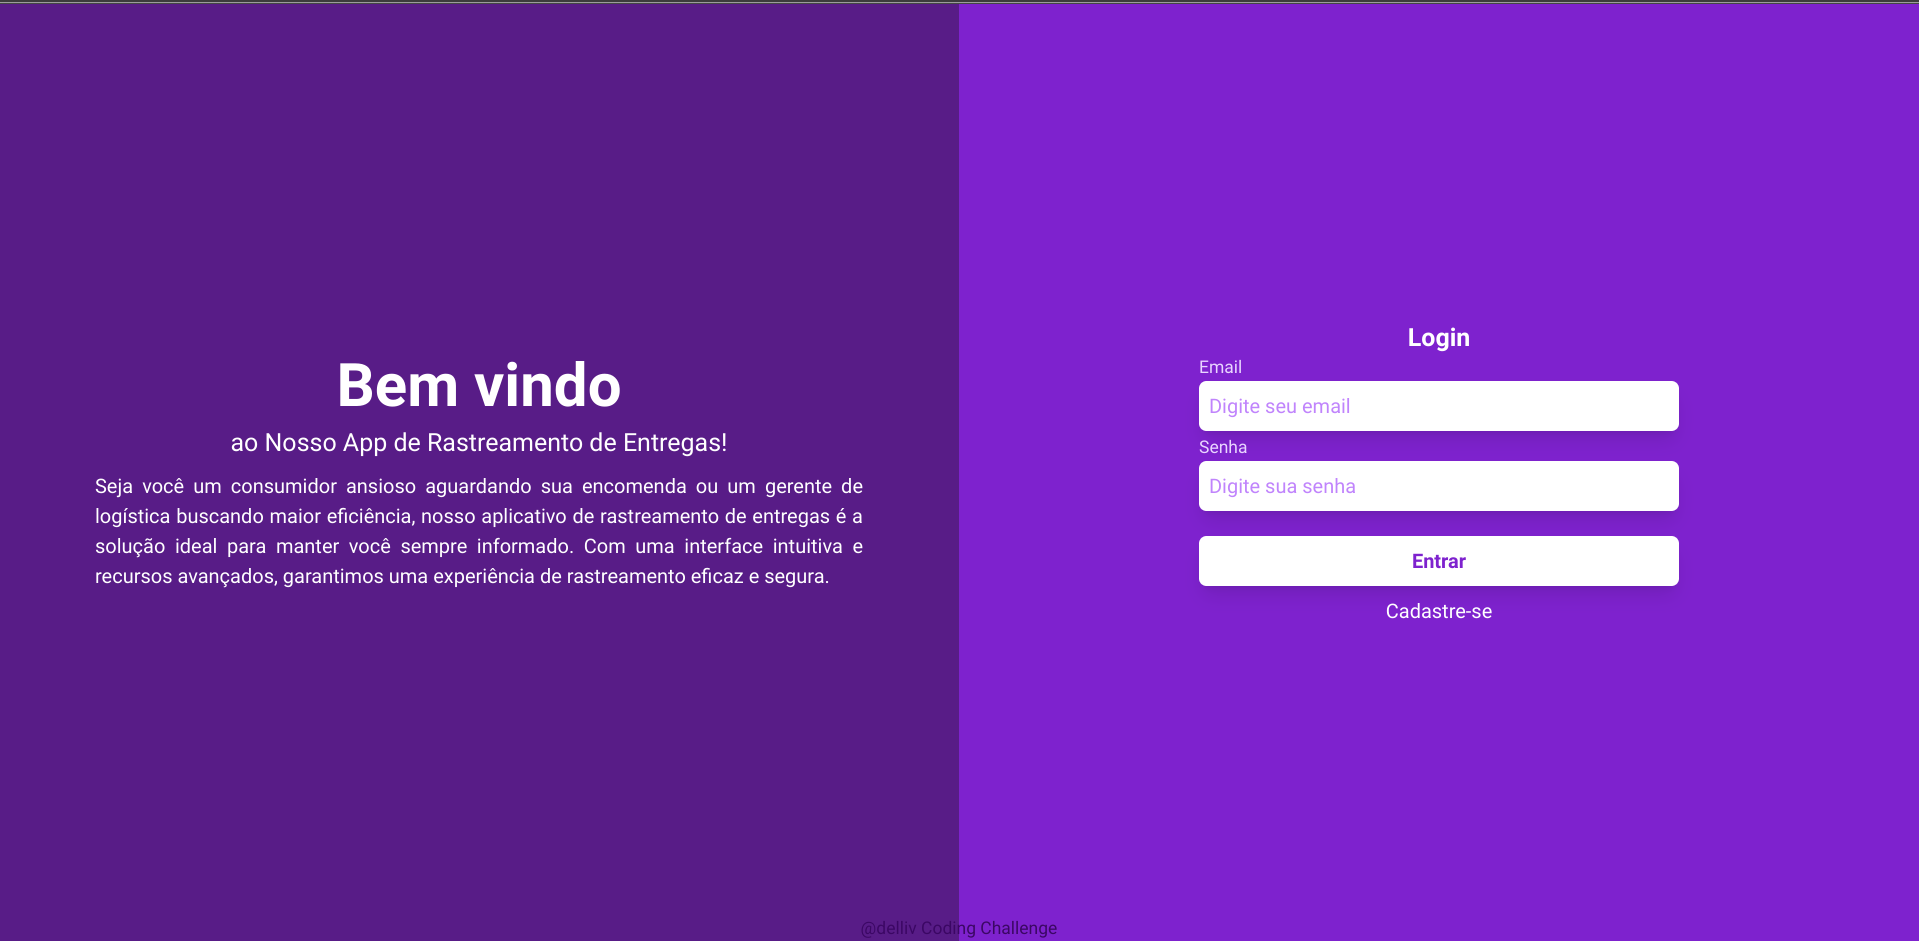 Bem vindo
ao Nosso App de Rastreamento de Entregas!
Seja você um consumidor ansioso aguardando sua encomenda ou um gerente de
logística buscando maior eficiência, nosso aplicativo de rastreamento de entregas é a
solução ideal para manter você sempre informado. Com uma interface intuitiva e
recursos avançados, garantimos uma experiência de rastreamento eficaz e segura.
Login
Email
Digite seu email
Senha
Digite sua senha
Entrar
Cadastre-se
@delliv Coding Challenge